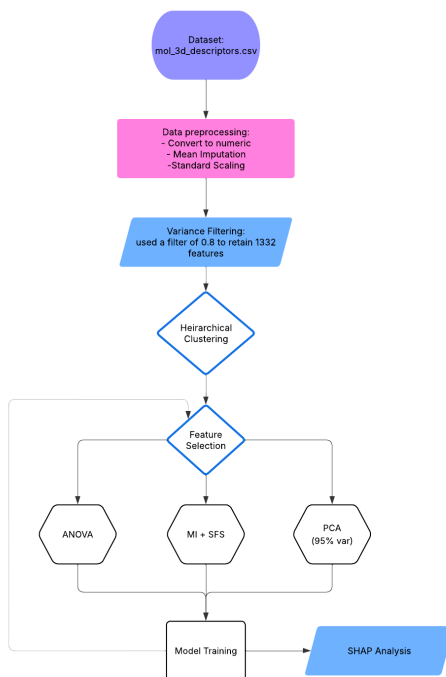 Dataset:
mol_3d_descriptors.csv
Data preprocessing:
- Convert to numeric
- Mean Imputation
-Standard Scaling
Variance Filtering:
used a filter of 0.8 to retain 1332
features
Heirarchical
Clustering
Feature
Selection
ANOVA
MI + SFS
PCA
(95% var)
Model Training
SHAP Analysis